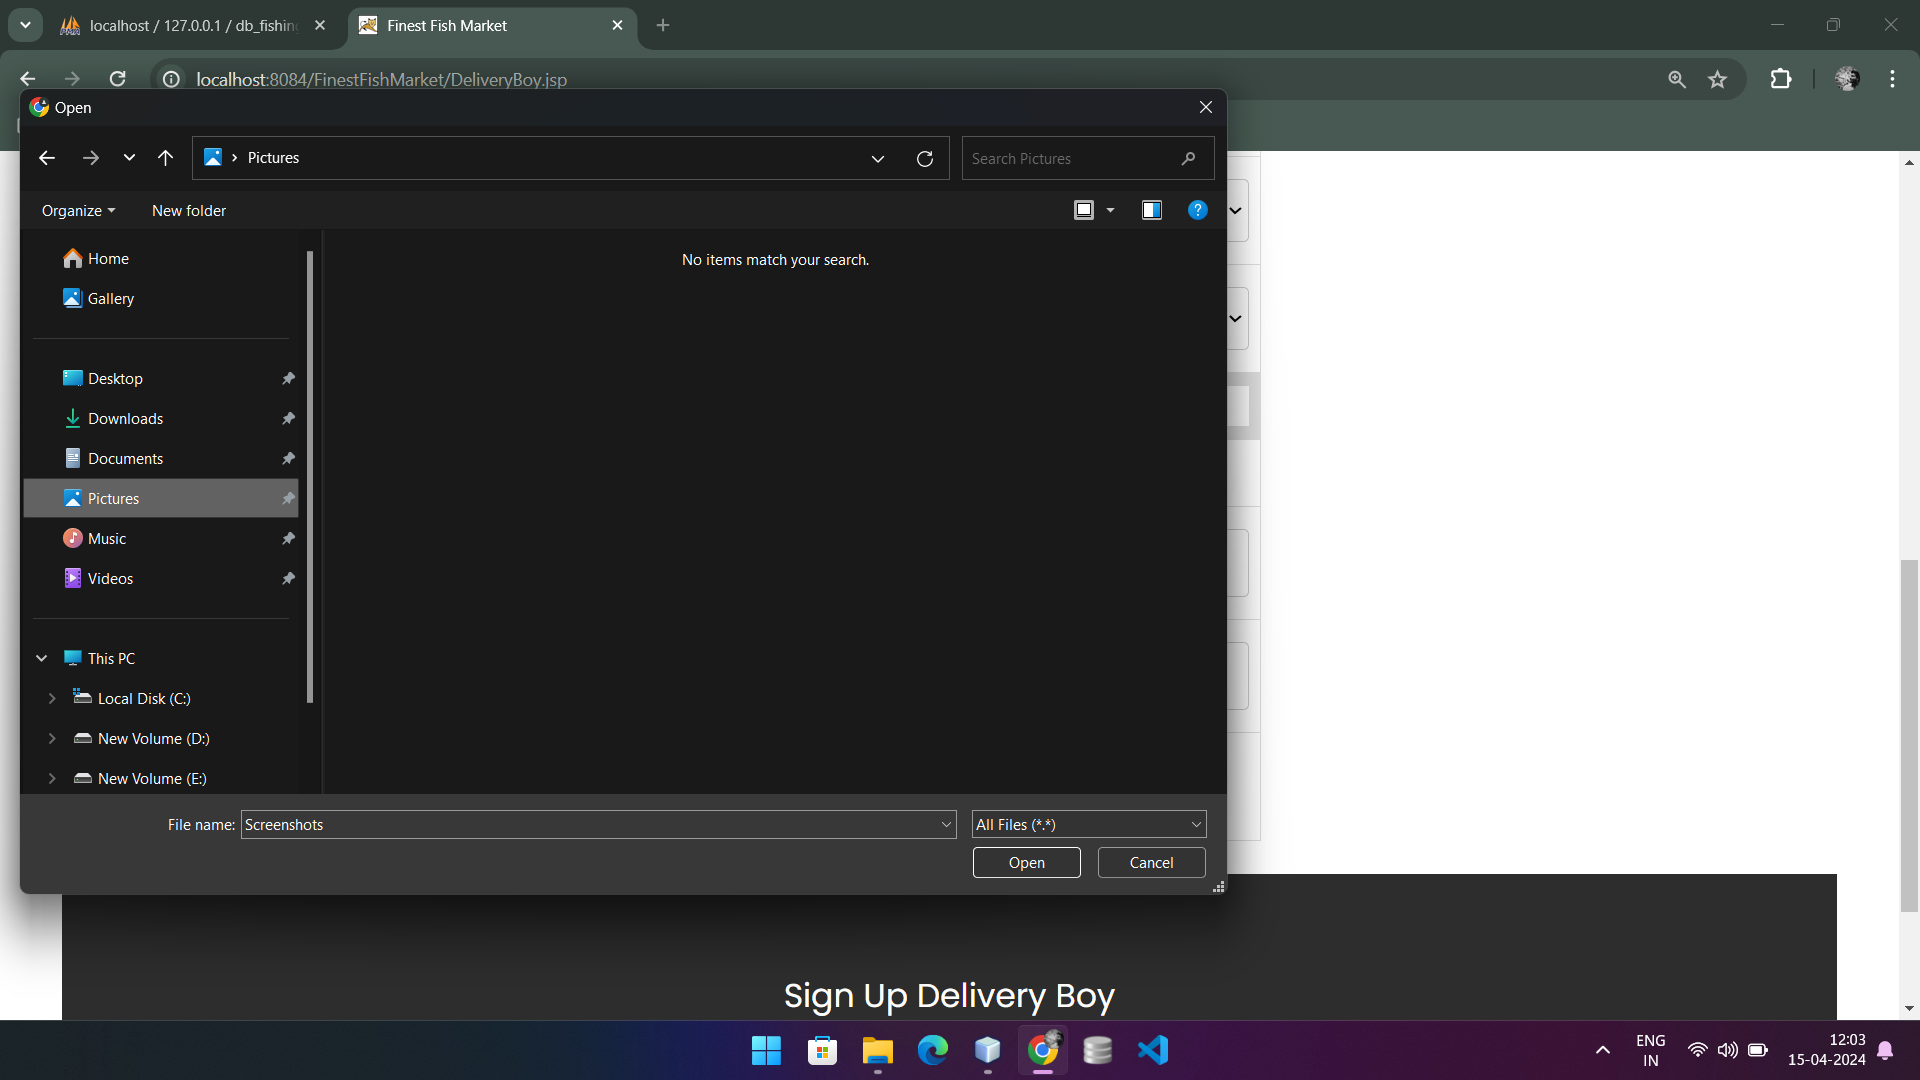 localhost / 127.0.0.1 / db_fishing
Finest Fish Market
localhost:8084/FinestFishMarket/DeliveryBoy.jsp
Open
Pictures
Search Pictures
Organize
New folder
Home
Gallery
No items match your search.
Desktop
Downloads
Documents
Pictures
Music
Videos
This PC
Local Disk (C:)
New Volume (D:)
New Volume (E:)
File name: Screenshots
All Files (*.*)
Open
Cancel
Sign Up Delivery Boy
ENG
IN
12:03
15-04-2024